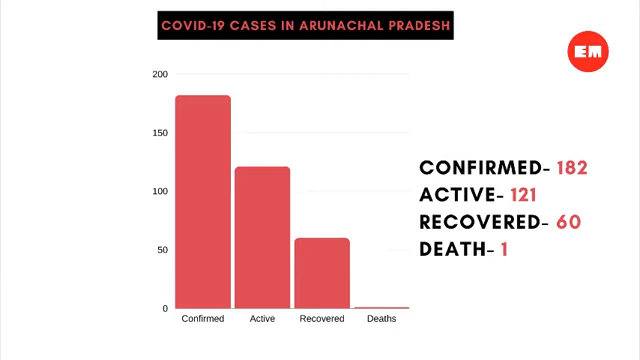 COVID-19 CASES IN ARUNACHAL PRADESH
EM
200
150
100
50
0
Confirmed Active Recovered Deaths
CONFIRMED- 182
ACTIVE- 121
RECOVERED- 60
DEATH- 1